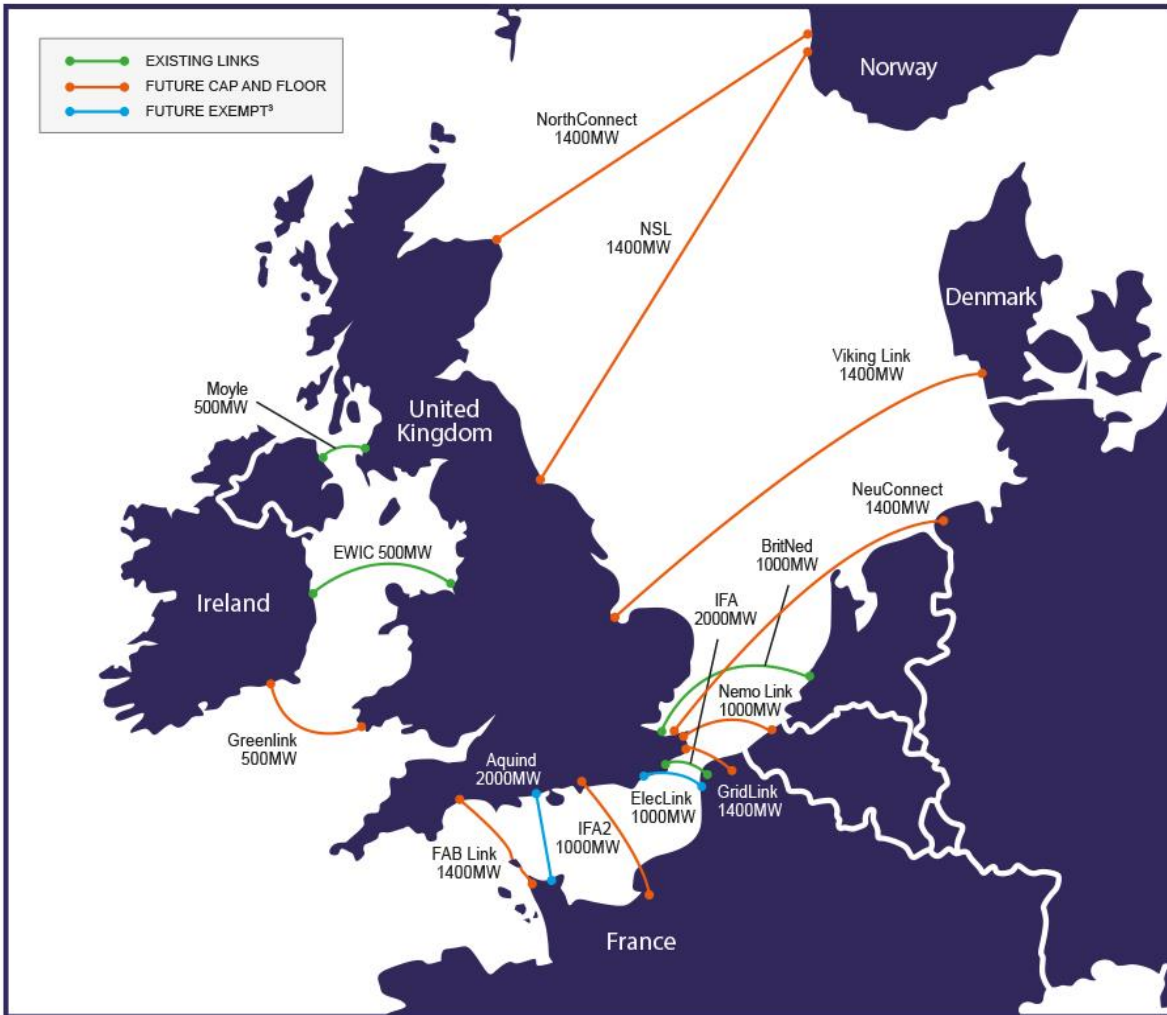 EXISTING LINKS
FUTURE CAP AND FLOOR
FUTURE EXEMPT³
Norway
NorthConnect
1400MW
NSL
1400MW
Denmark
Viking Link
1400MW
Moyle
500MW
United
Kingdom
NeuConnect
1400MW
BritNed
1000MW
EWIC 500MW
IFA
2000MW
Ireland
Nemo Link
1000MW
Greenlink
500MW
Aquind
2000MW
ElecLink
1000MW
GridLink
1400MW
IFA2
1000MW
FAB Link
1400MW
France